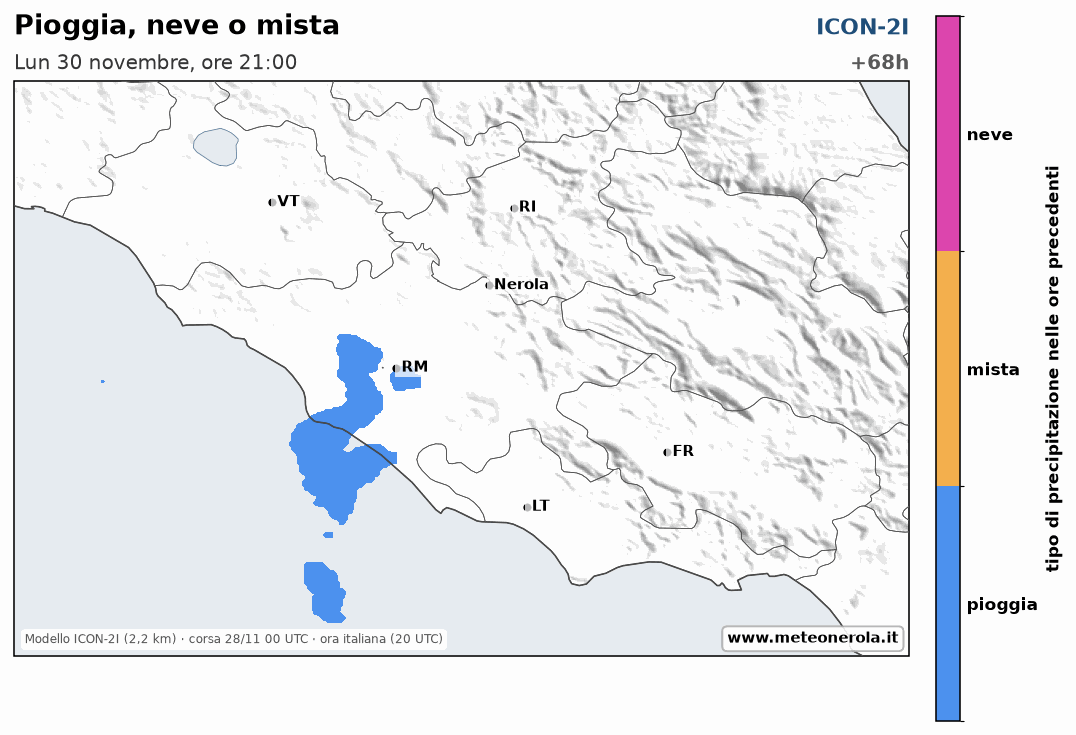 Pioggia, neve o mista
ICON-2I
Lun 30 novembre, ore 21:00
+68h
neve
VT
RI
Nerola
RM
mista
FR
LT
pioggia
tipo di precipitazione nelle ore precedenti
Modello ICON-2I (2,2 km) · corsa 28/11 00 UTC · ora italiana (20 UTC)
www.meteonerola.it